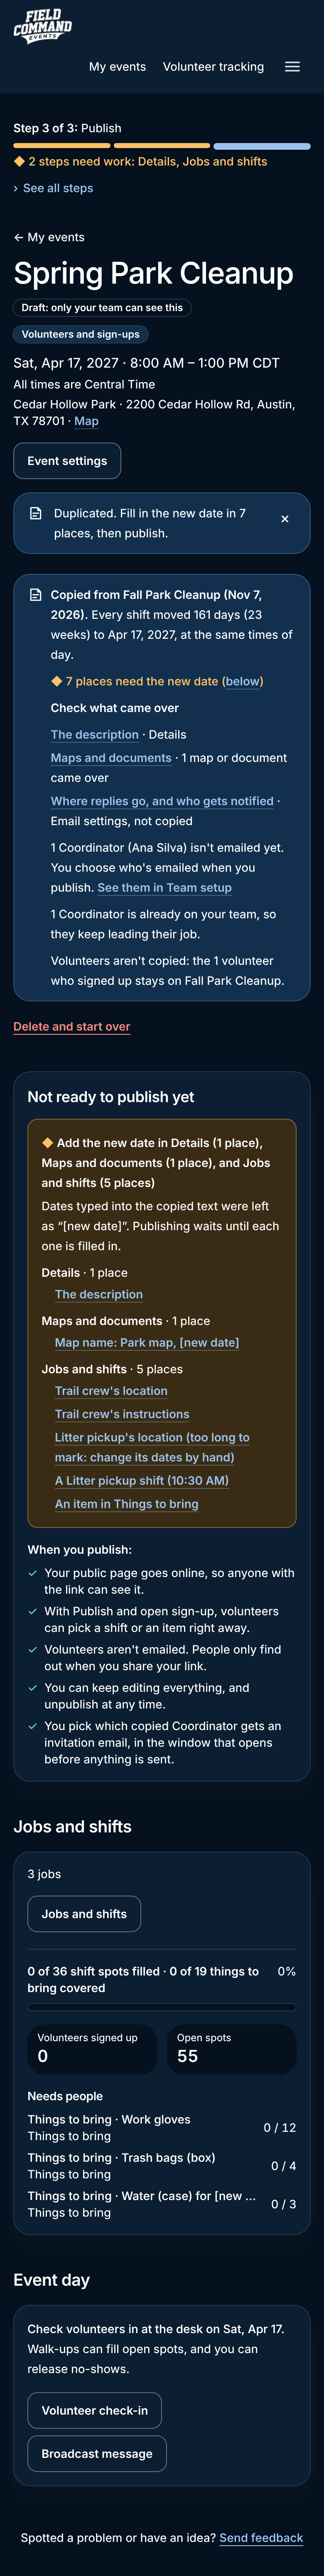 FIELD
COMMAND
EVENTS
My events Volunteer tracking
Step 3 of 3: Publish
◆ 2 steps need work: Details, Jobs and shifts
› See all steps
← My events
Spring Park Cleanup
Draft: only your team can see this
Volunteers and sign-ups
Sat, Apr 17, 2027 · 8:00 AM – 1:00 PM CDT
All times are Central Time
Cedar Hollow Park · 2200 Cedar Hollow Rd, Austin,
TX 78701 · Map
Event settings
Duplicated. Fill in the new date in 7
places, then publish.
×
Copied from Fall Park Cleanup (Nov 7,
2026). Every shift moved 161 days (23
weeks) to Apr 17, 2027, at the same times of
day.
◆ 7 places need the new date (below)
Check what came over
The description · Details
Maps and documents · 1 map or document
came over
Where replies go, and who gets notified ·
Email settings, not copied
1 Coordinator (Ana Silva) isn't emailed yet.
You choose who's emailed when you
publish. See them in Team setup
1 Coordinator is already on your team, so
they keep leading their job.
Volunteers aren't copied: the 1 volunteer
who signed up stays on Fall Park Cleanup.
Delete and start over
Not ready to publish yet
◆ Add the new date in Details (1 place),
Maps and documents (1 place), and Jobs
and shifts (5 places)
Dates typed into the copied text were left
as “[new date]”. Publishing waits until each
one is filled in.
Details · 1 place
The description
Maps and documents · 1 place
Map name: Park map, [new date]
Jobs and shifts · 5 places
Trail crew's location
Trail crew's instructions
Litter pickup's location (too long to
mark: change its dates by hand)
A Litter pickup shift (10:30 AM)
An item in Things to bring
When you publish:
✓ Your public page goes online, so anyone with
the link can see it.
✓ With Publish and open sign-up, volunteers
can pick a shift or an item right away.
✓ Volunteers aren't emailed. People only find
out when you share your link.
✓ You can keep editing everything, and
unpublish at any time.
✓ You pick which copied Coordinator gets an
invitation email, in the window that opens
before anything is sent.
Jobs and shifts
3 jobs
Jobs and shifts
0 of 36 shift spots filled · 0 of 19 things to 0%
bring covered
Volunteers signed up Open spots
0 55
Needs people
Things to bring · Work gloves 0 / 12
Things to bring
Things to bring · Trash bags (box) 0 / 4
Things to bring
Things to bring · Water (case) for [new ... 0 / 3
Things to bring
Event day
Check volunteers in at the desk on Sat, Apr 17.
Walk-ups can fill open spots, and you can
release no-shows.
Volunteer check-in
Broadcast message
Spotted a problem or have an idea? Send feedback